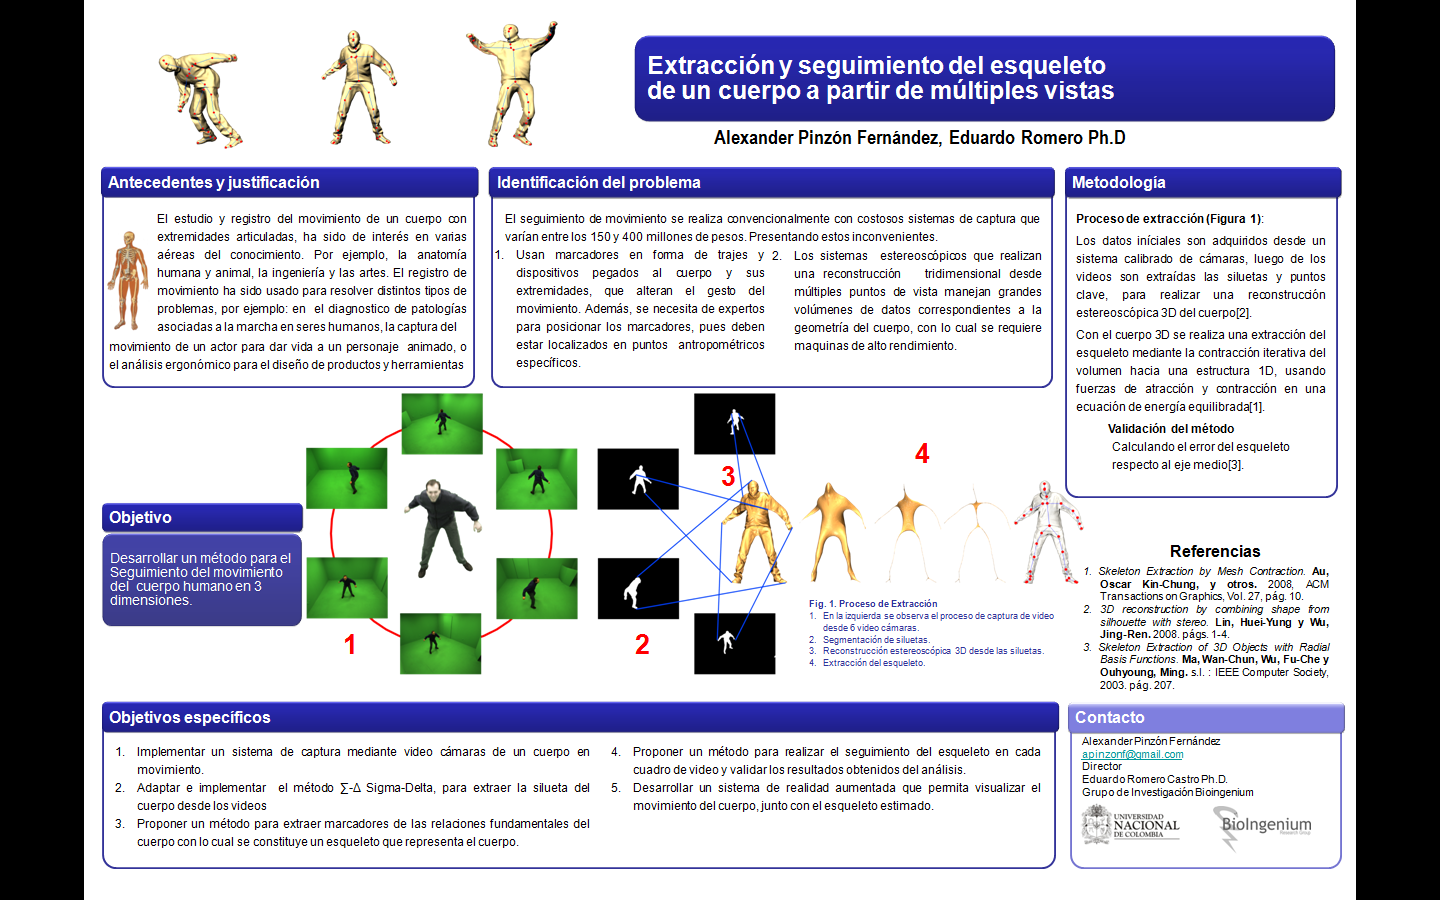 Extracción y seguimiento del esqueleto
de un cuerpo a partir de múltiples vistas
Alexander Pinzón Fernández, Eduardo Romero Ph.D
Antecedentes y justificación
El estudio y registro del movimiento de un cuerpo con
extremidades articuladas, ha sido de interés en varias
aéreas del conocimiento. Por ejemplo, la anatomía
humana y animal, la ingeniería y las artes. El registro de
movimiento ha sido usado para resolver distintos tipos de
problemas, por ejemplo: en el diagnostico de patologías
asociadas a la marcha en seres humanos, la captura del
movimiento de un actor para dar vida a un personaje animado, o
el análisis ergonómico para el diseño de productos y herramientas
Identificación del problema
El seguimiento de movimiento se realiza convencionalmente con costosos sistemas de captura que
varían entre los 150 y 400 millones de pesos. Presentando estos inconvenientes.
1. Usan marcadores en forma de trajes y
dispositivos pegados al cuerpo y sus
extremidades, que alteran el gesto del
movimiento. Además, se necesita de expertos
para posicionar los marcadores, pues deben
estar localizados en puntos antropométricos
específicos.
2. Los sistemas estereoscópicos que realizan
una reconstrucción tridimensional desde
múltiples puntos de vista manejan grandes
volúmenes de datos correspondientes a la
geometría del cuerpo, con lo cual se requiere
maquinas de alto rendimiento.
Metodología
Proceso de extracción (Figura 1):
Los datos iníciales son adquiridos desde un
sistema calibrado de cámaras, luego de los
videos son extraídas las siluetas y puntos
clave, para realizar una reconstrucción
estereoscópica 3D del cuerpo[2].
Con el cuerpo 3D se realiza una extracción del
esqueleto mediante la contracción iterativa del
volumen hacia una estructura 1D, usando
fuerzas de atracción y contracción en una
ecuación de energía equilibrada[1].
Validación del método
Calculando el error del esqueleto
respecto al eje medio[3].
Objetivo
Desarrollar un método para el
Seguimiento del movimiento
del cuerpo humano en 3
dimensiones.
1
2
3
4
Fig. 1. Proceso de Extracción
1. En la izquierda se observa el proceso de captura de video
desde 6 video cámaras.
2. Segmentación de siluetas.
3. Reconstrucción estereoscópica 3D desde las siluetas.
4. Extracción del esqueleto.
Referencias
1. Skeleton Extraction by Mesh Contraction. Au,
Oscar Kin-Chung, y otros. 2008, ACM
Transactions on Graphics, Vol. 27, pág. 10.
2. 3D reconstruction by combining shape from
silhouette with stereo. Lin, Huei-Yung y Wu,
Jing-Ren. 2008. págs. 1-4.
3. Skeleton Extraction of 3D Objects with Radial
Basis Functions. Ma, Wan-Chun, Wu, Fu-Che y
Ouhyoung, Ming. s.l. : IEEE Computer Society,
2003. pág. 207.
Objetivos específicos
1. Implementar un sistema de captura mediante video cámaras de un cuerpo en
movimiento.
2. Adaptar e implementar el método ∑-Δ Sigma-Delta, para extraer la silueta del
cuerpo desde los videos
3. Proponer un método para extraer marcadores de las relaciones fundamentales del
cuerpo con lo cual se constituye un esqueleto que representa el cuerpo.
4. Proponer un método para realizar el seguimiento del esqueleto en cada
cuadro de video y validar los resultados obtenidos del análisis.
5. Desarrollar un sistema de realidad aumentada que permita visualizar el
movimiento del cuerpo, junto con el esqueleto estimado.
Contacto
Alexander Pinzón Fernández
apinzonf@gmail.com
Director
Eduardo Romero Castro Ph.D.
Grupo de Investigación Bioingenium
UNIVERSIDAD
NACIONAL
DE COLOMBIA
BioIngenium
Research Group